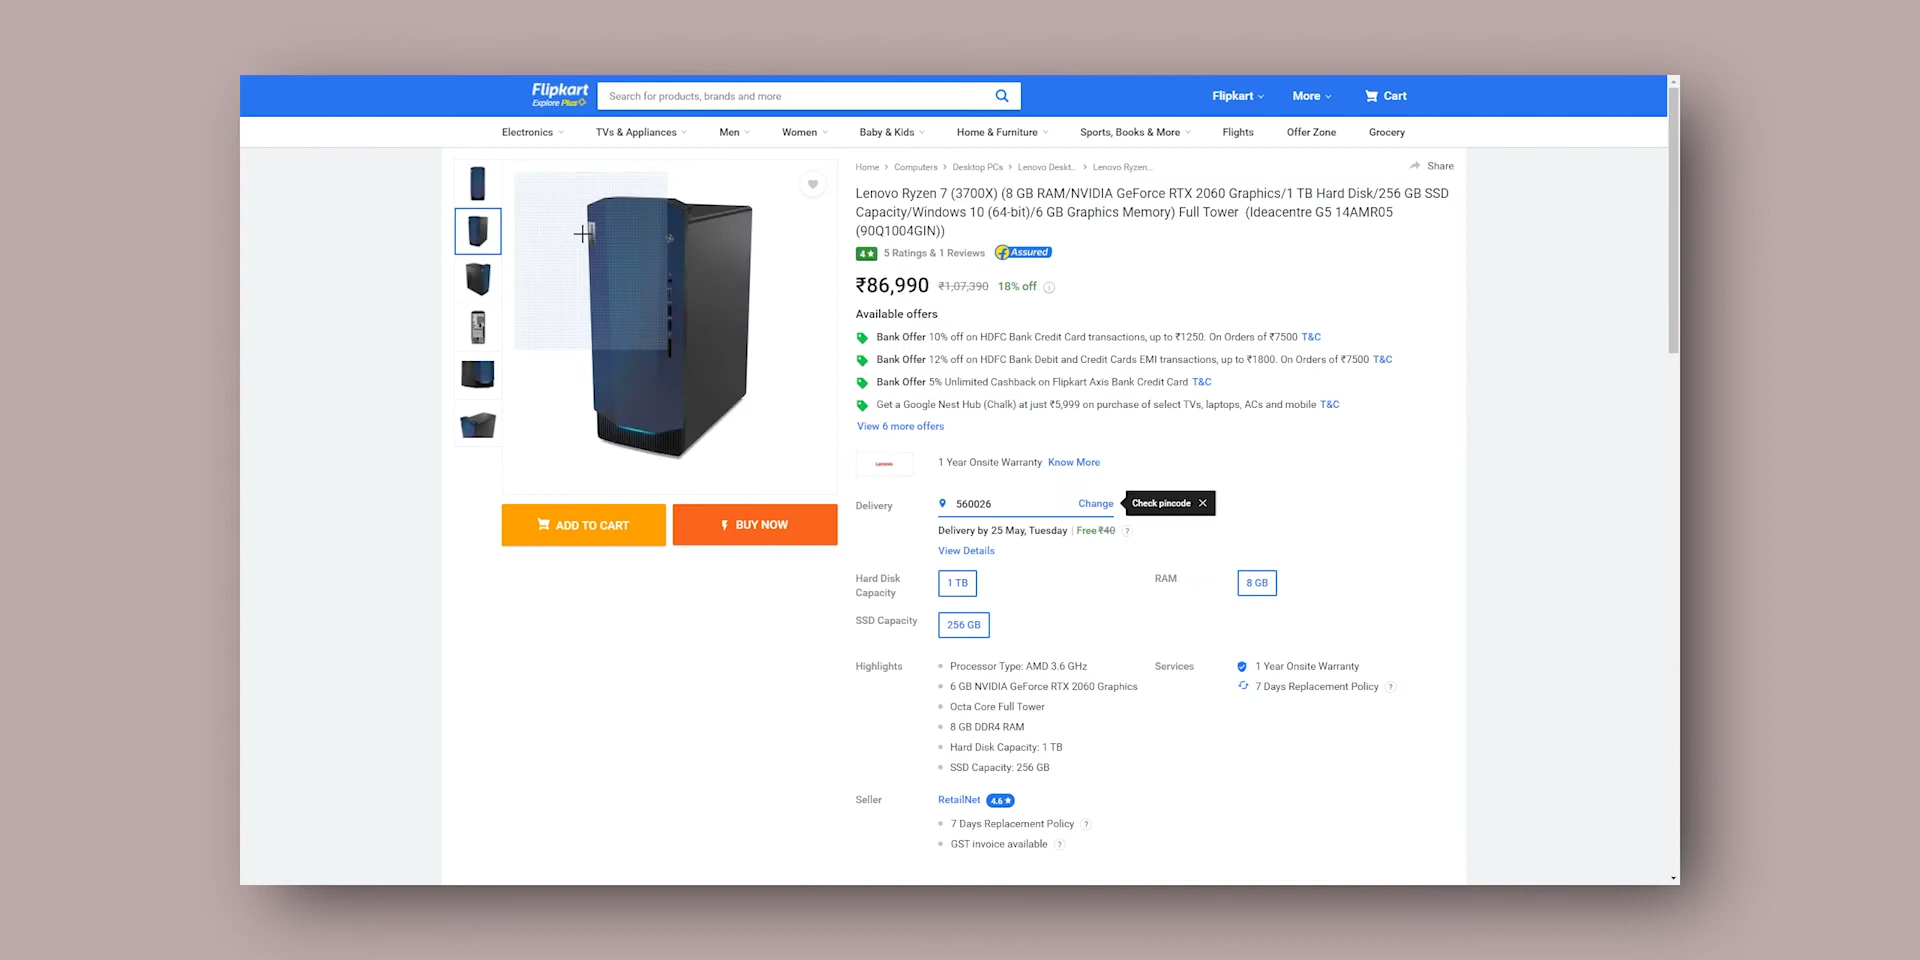 Flipkart
Explore Plus
Search for products, brands and more
Flipkart
More
Cart
Electronics
TVs & Appliances
Men
Women
Baby & Kids
Home & Furniture
Sports, Books & More
Flights
Offer Zone
Grocery
Home > Computers > Desktop PCs > Lenovo Deskt... > Lenovo Ryzen...
Share
Lenovo Ryzen 7 (3700X) (8 GB RAM/NVIDIA GeForce RTX 2060 Graphics/1 TB Hard Disk/256 GB SSD
Capacity/Windows 10 (64-bit)/6 GB Graphics Memory) Full Tower (Ideacentre G5 14AMR05
(90Q1004GIN))
4★ 5 Ratings & 1 Reviews Assured
₹86,990 ₹1,07,390 18% off
Available offers
Bank Offer 10% off on HDFC Bank Credit Card transactions, up to ₹1250. On Orders of ₹7500 T&C
Bank Offer 12% off on HDFC Bank Debit and Credit Cards EMI transactions, up to ₹1800. On Orders of ₹7500 T&C
Bank Offer 5% Unlimited Cashback on Flipkart Axis Bank Credit Card T&C
Get a Google Nest Hub (Chalk) at just ₹5,999 on purchase of select TVs, laptops, ACs and mobile T&C
View 6 more offers
Lenovo
1 Year Onsite Warranty Know More
Delivery
560026
Change
Check pincode
Delivery by 25 May, Tuesday | Free ₹40 ?
View Details
ADD TO CART
BUY NOW
Hard Disk
Capacity
1 TB
RAM
8 GB
SSD Capacity
256 GB
Highlights
Processor Type: AMD 3.6 GHz
6 GB NVIDIA GeForce RTX 2060 Graphics
Octa Core Full Tower
8 GB DDR4 RAM
Hard Disk Capacity: 1 TB
SSD Capacity: 256 GB
Services
1 Year Onsite Warranty
7 Days Replacement Policy ?
Seller
RetailNet 4.6★
7 Days Replacement Policy ?
GST invoice available ?